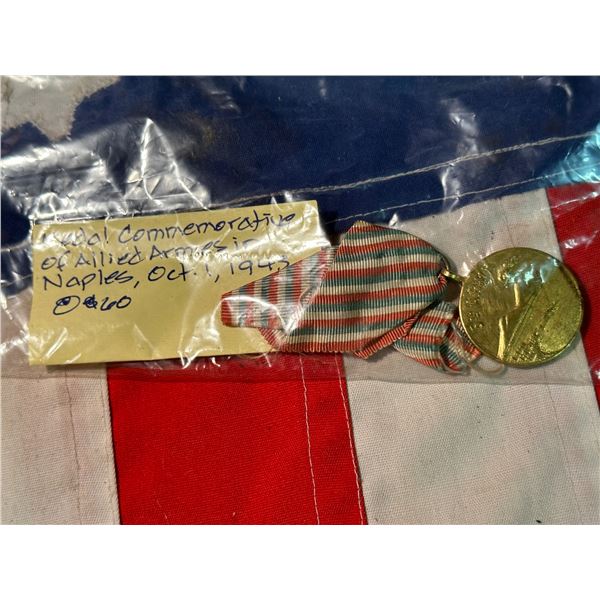 Medal Commemorative
of Allied Armies in
Naples, Oct. 1, 1943